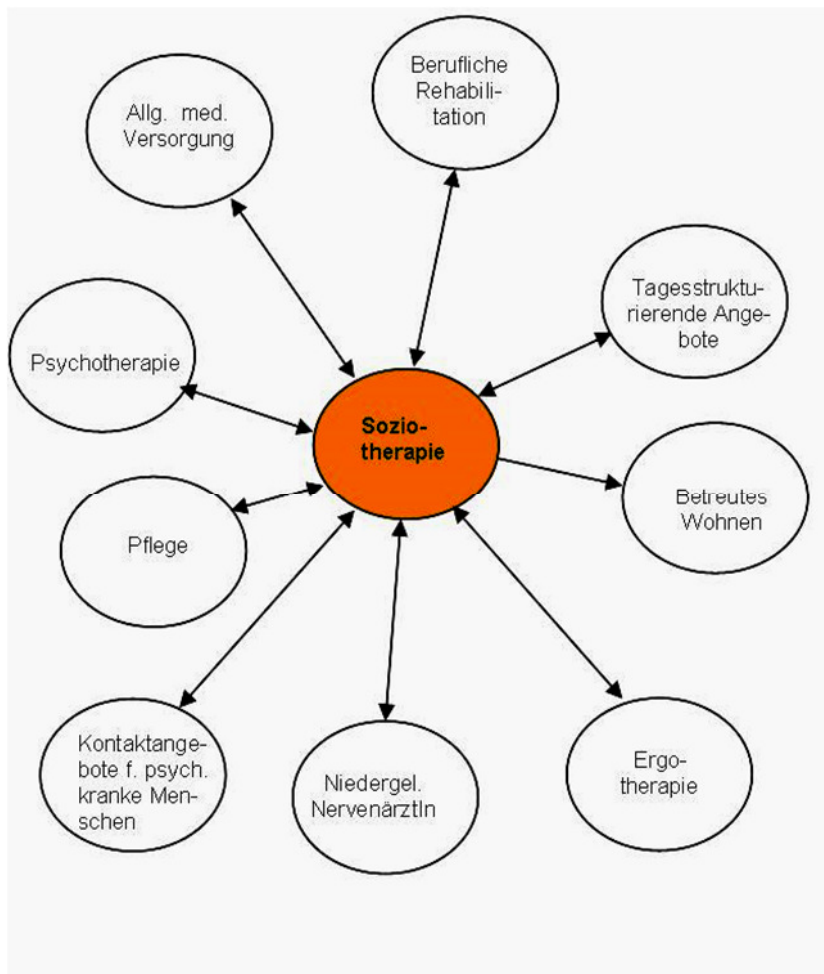 Berufliche
Rehabili-
tation
Allg. med.
Versorgung
Tagesstruktu-
rierende Ange-
bote
Psychotherapie
Sozio-
therapie
Betreutes
Wohnen
Pflege
Kontaktange-
bote f. psych.
kranke Men-
schen
Niedergel.
NervenärztIn
Ergo-
therapie